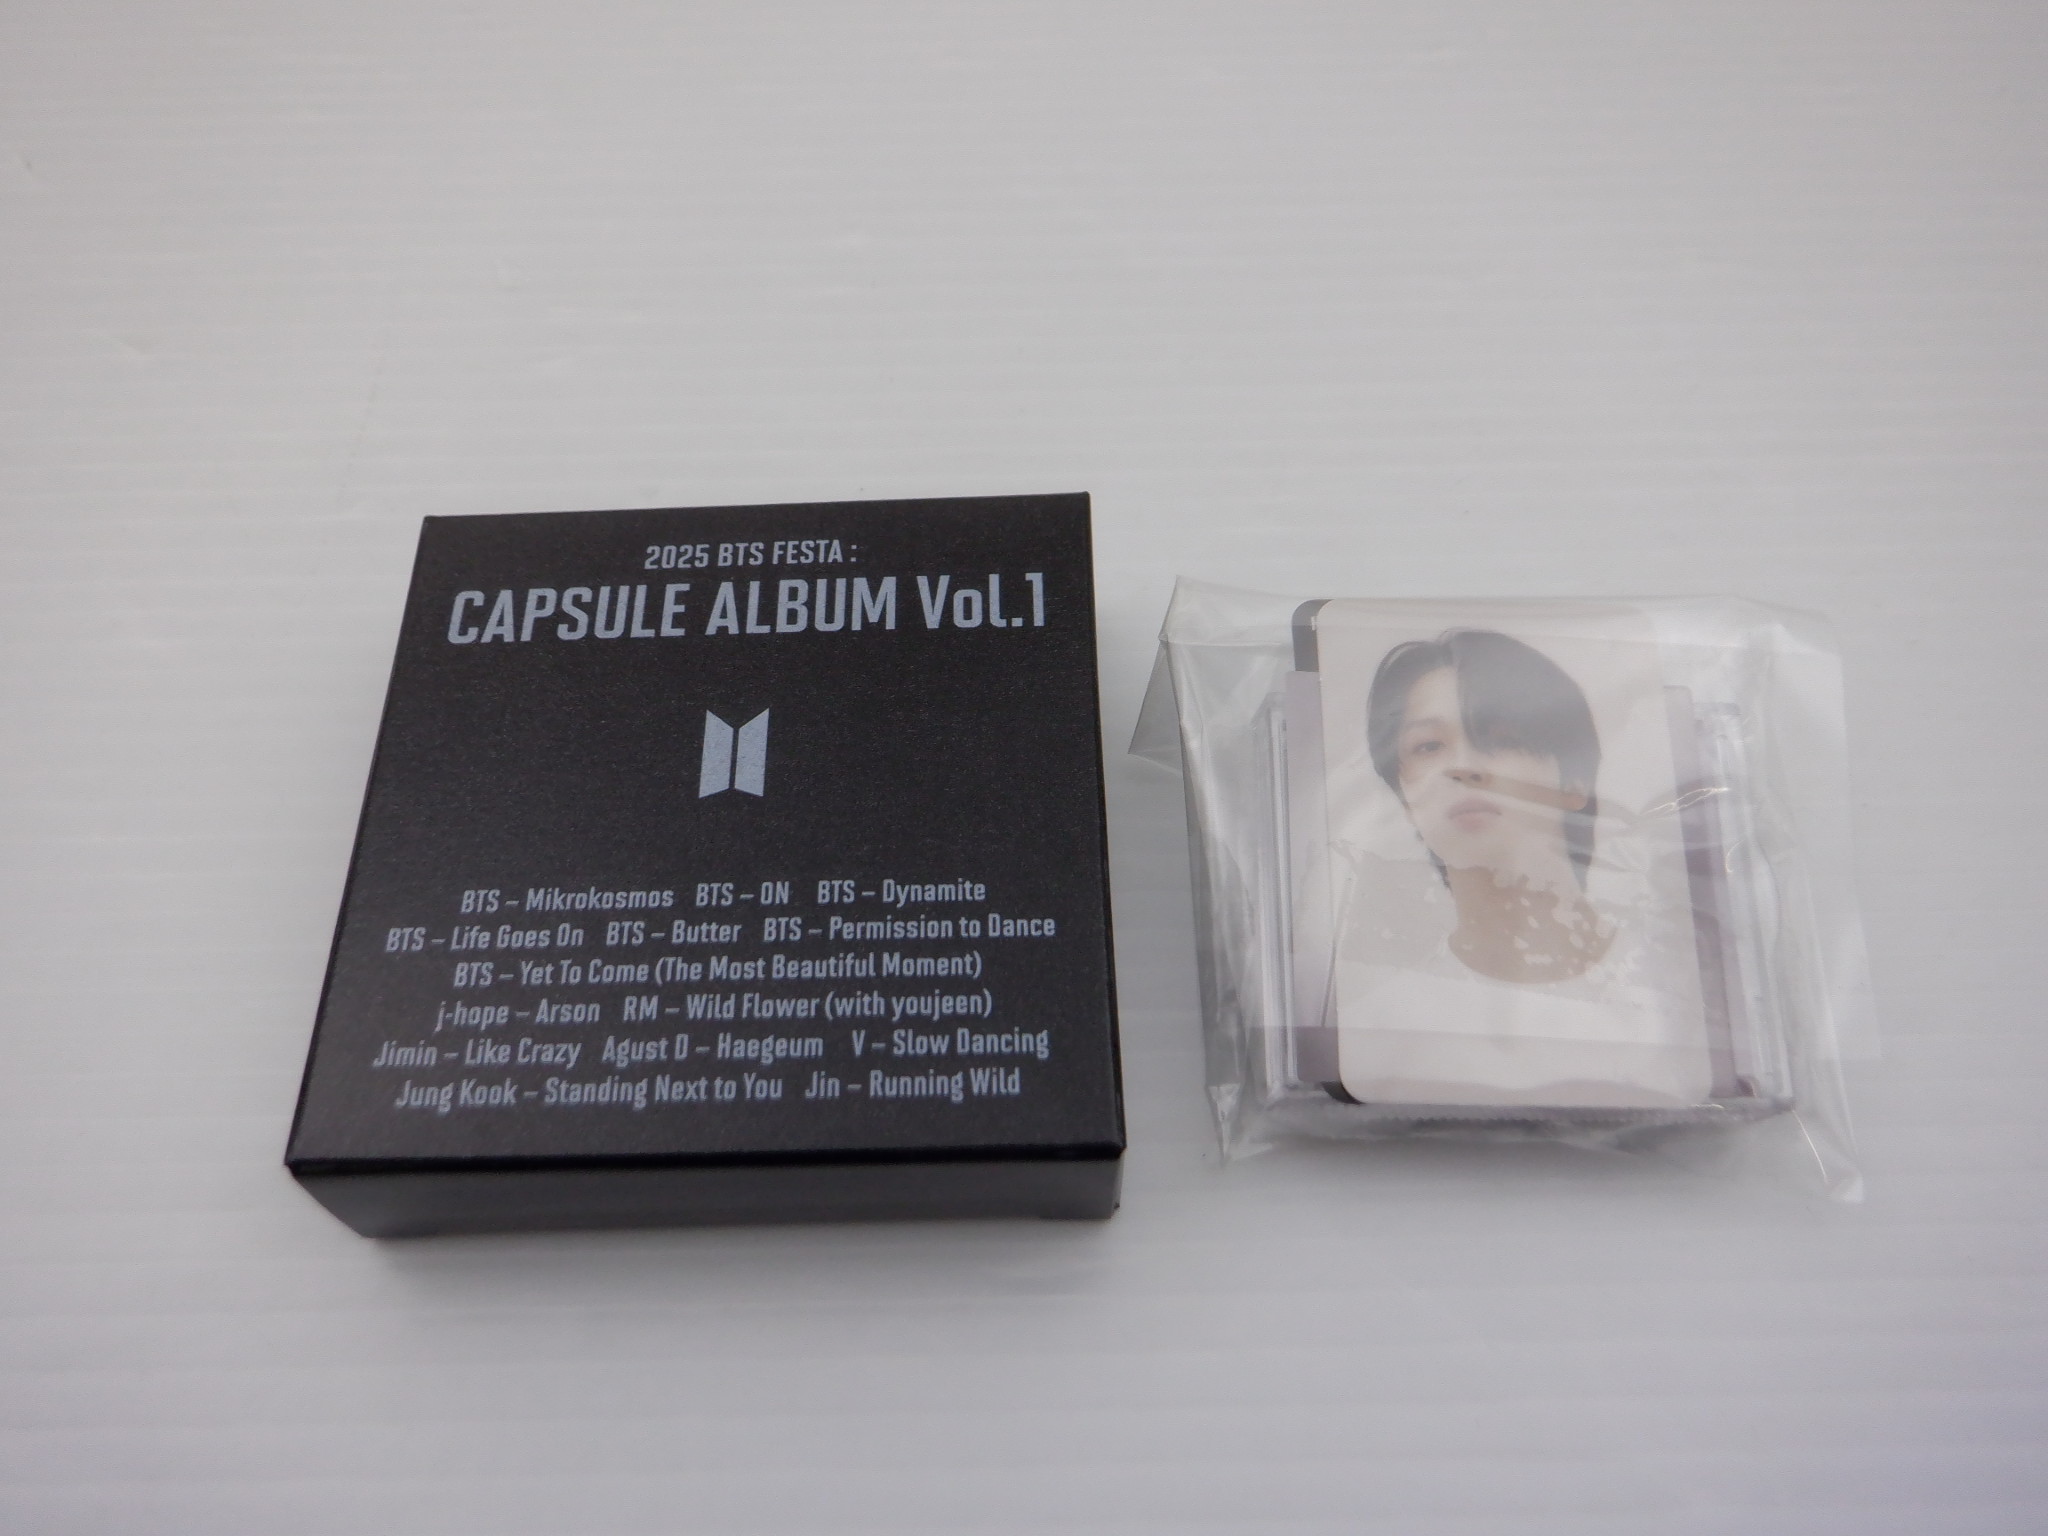 2025 BTS FESTA :
CAPSULE ALBUM Vol.1
BTS – Mikrokosmos BTS – ON BTS – Dynamite
BTS – Life Goes On BTS – Butter BTS – Permission to Dance
BTS – Yet To Come (The Most Beautiful Moment)
j-hope – Arson RM – Wild Flower (with youjeen)
Jimin – Like Crazy Agust D – Haegeum V – Slow Dancing
Jung Kook – Standing Next to You Jin – Running Wild